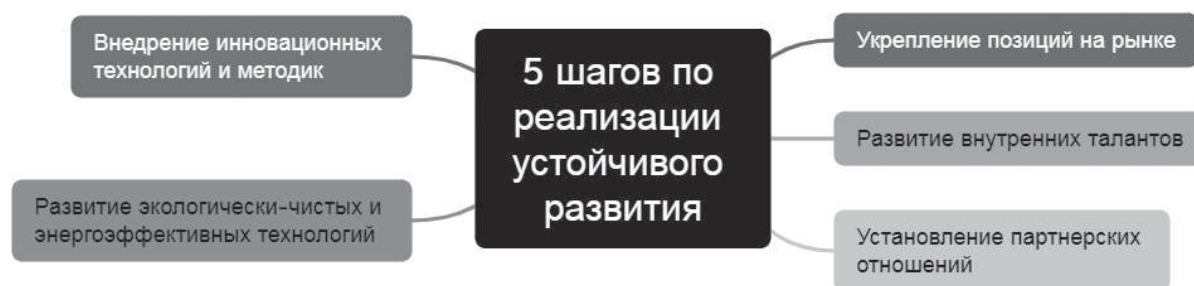 5 шагов по
реализации
устойчивого
развития
Внедрение инновационных
технологий и методик
Развитие экологически-чистых и
энергоэффективных технологий
Укрепление позиций на рынке
Развитие внутренних талантов
Установление партнерских
отношений